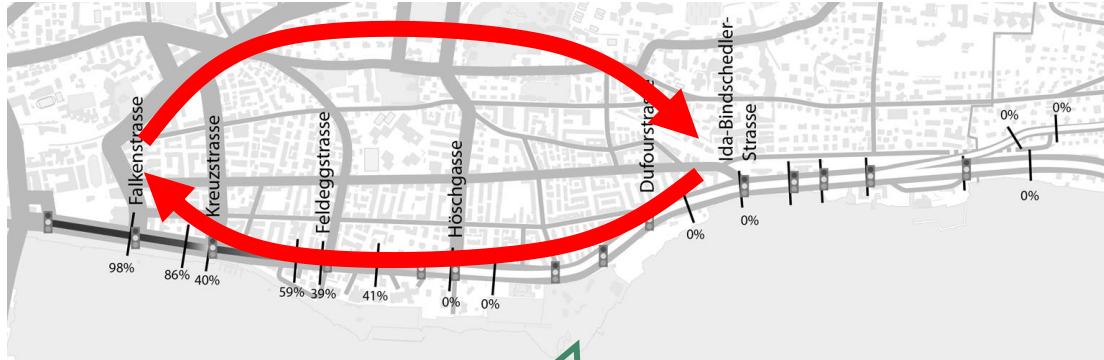 Falkenstrasse
Kreuzstrasse
Feldeggstrasse
Höschgasse
Dufourstrasse
Ida-Bindschedler-
Strasse
98%
86%
40%
59%
39%
41%
0%
0%
0%
0%
0%
0%
0%